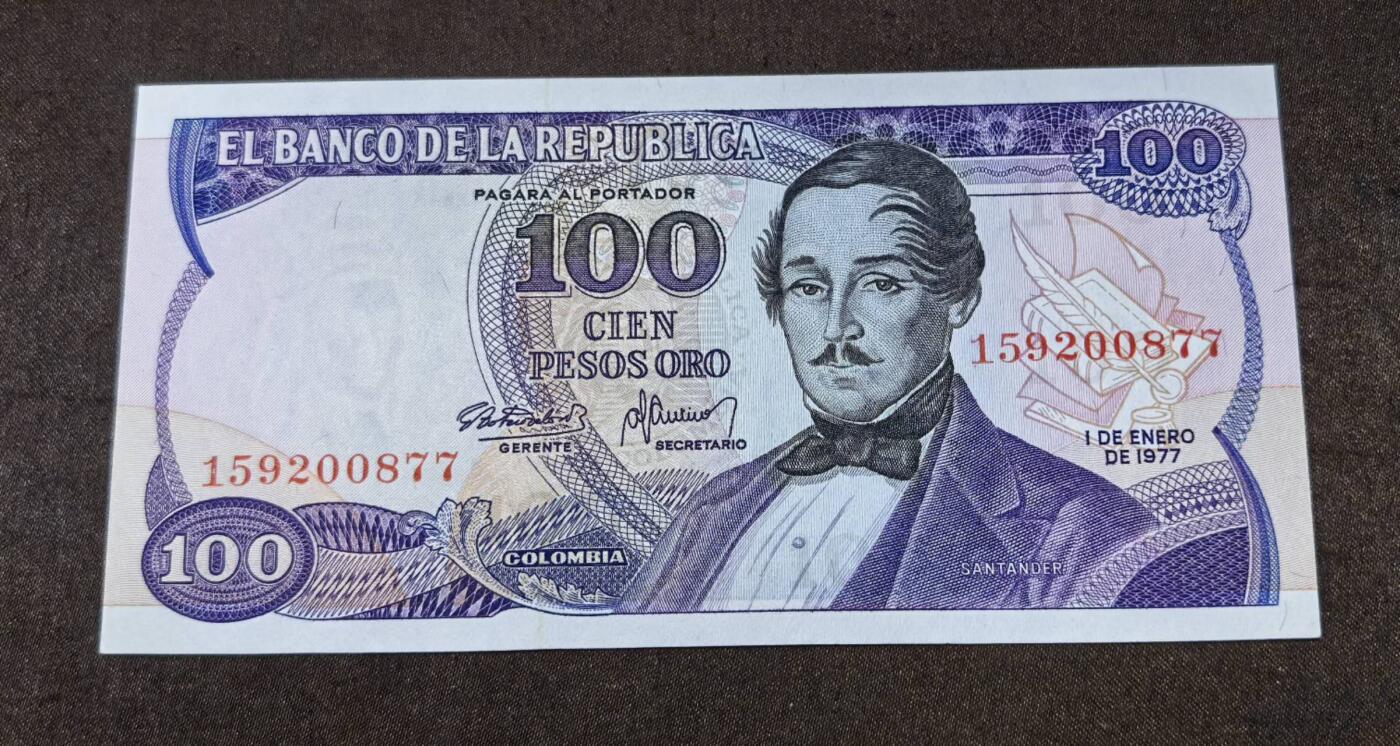 EL BANCO DE LA REPUBLICA
100
PAGARA AL PORTADOR
100
CIEN
PESOS ORO
159200877
GERENTE
SECRETARIO
I DE ENERO
DE 1977
159200877
100
COLOMBIA
SANTANDER